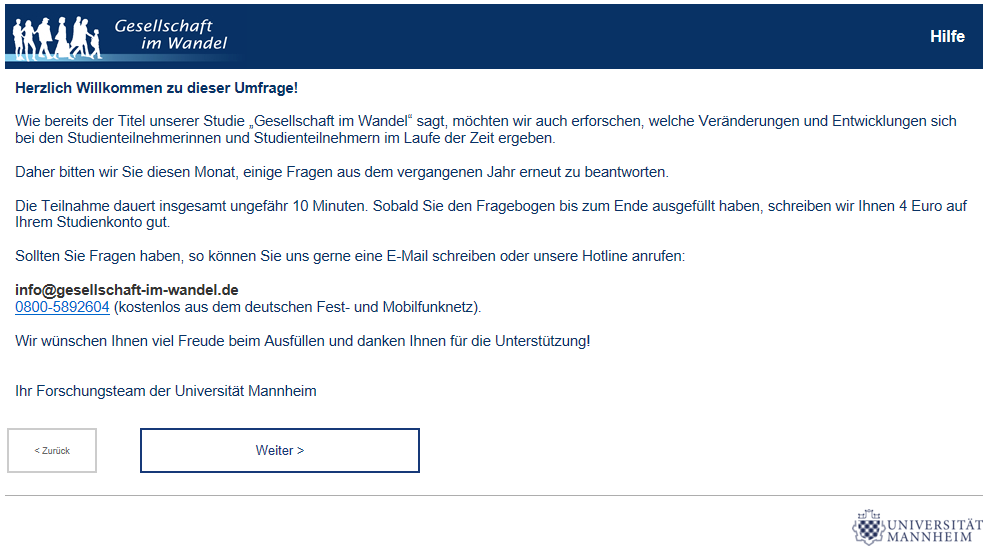 Gesellschaft
im Wandel
Hilfe
Herzlich Willkommen zu dieser Umfrage!
Wie bereits der Titel unserer Studie „Gesellschaft im Wandel“ sagt, möchten wir auch erforschen, welche Veränderungen und Entwicklungen sich
bei den Studienteilnehmerinnen und Studienteilnehmern im Laufe der Zeit ergeben.
Daher bitten wir Sie diesen Monat, einige Fragen aus dem vergangenen Jahr erneut zu beantworten.
Die Teilnahme dauert insgesamt ungefähr 10 Minuten. Sobald Sie den Fragebogen bis zum Ende ausgefüllt haben, schreiben wir Ihnen 4 Euro auf
Ihrem Studienkonto gut.
Sollten Sie Fragen haben, so können Sie uns gerne eine E-Mail schreiben oder unsere Hotline anrufen:
info@gesellschaft-im-wandel.de
0800-5892604 (kostenlos aus dem deutschen Fest- und Mobilfunknetz).
Wir wünschen Ihnen viel Freude beim Ausfüllen und danken Ihnen für die Unterstützung!
Ihr Forschungsteam der Universität Mannheim
< Zurück
Weiter >
UNIVERSITÄT
MANNHEIM